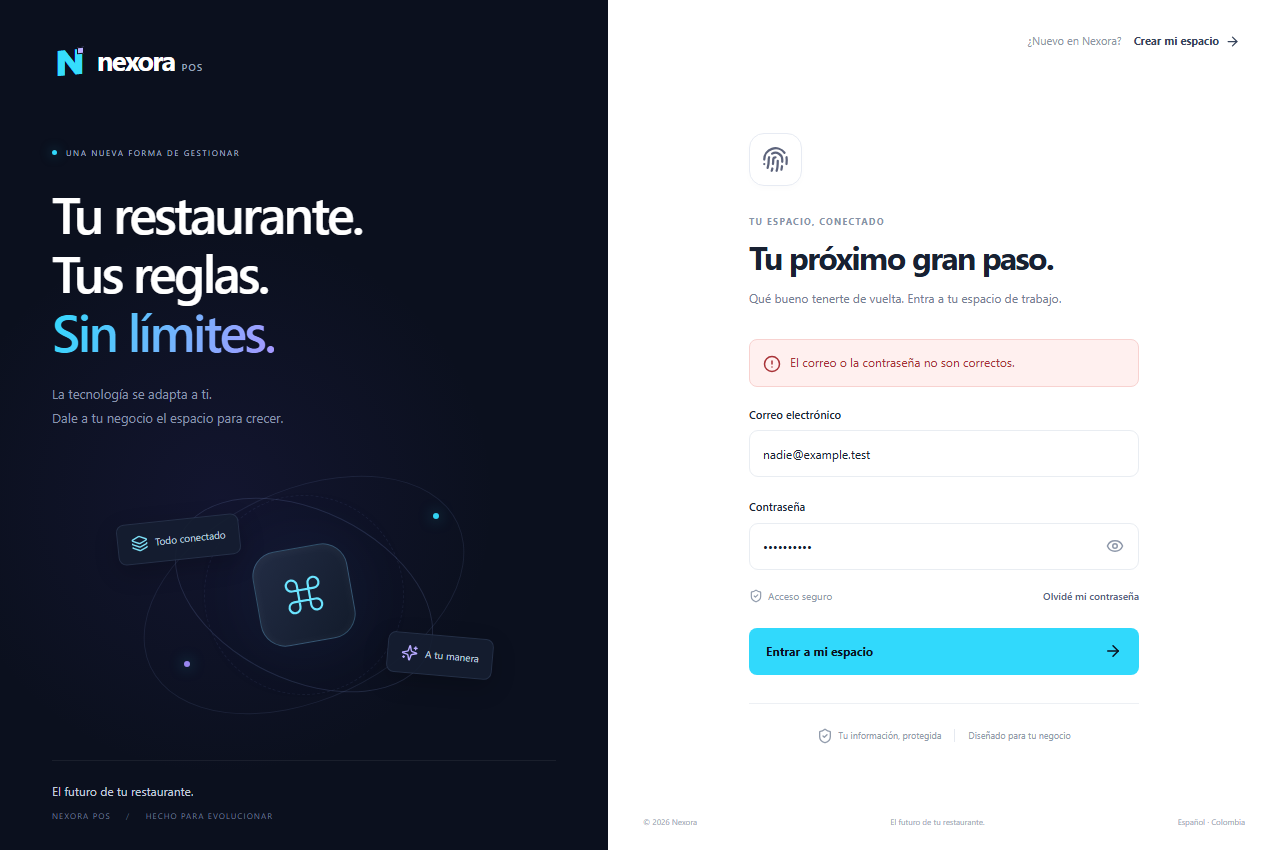 nexora POS
UNA NUEVA FORMA DE GESTIONAR
Tu restaurante.
Tus reglas.
Sin límites.
La tecnología se adapta a ti.
Dale a tu negocio el espacio para crecer.
Todo conectado
A tu manera
El futuro de tu restaurante.
NEXORA POS / HECHO PARA EVOLUCIONAR
¿Nuevo en Nexora? Crear mi espacio
TU ESPACIO, CONECTADO
Tu próximo gran paso.
Qué bueno tenerte de vuelta. Entra a tu espacio de trabajo.
El correo o la contraseña no son correctos.
Correo electrónico
nadie@example.test
Contraseña
••••••••••
Acceso seguro Olvidé mi contraseña
Entrar a mi espacio
Tu información, protegida Diseñado para tu negocio
© 2026 Nexora El futuro de tu restaurante. Español · Colombia